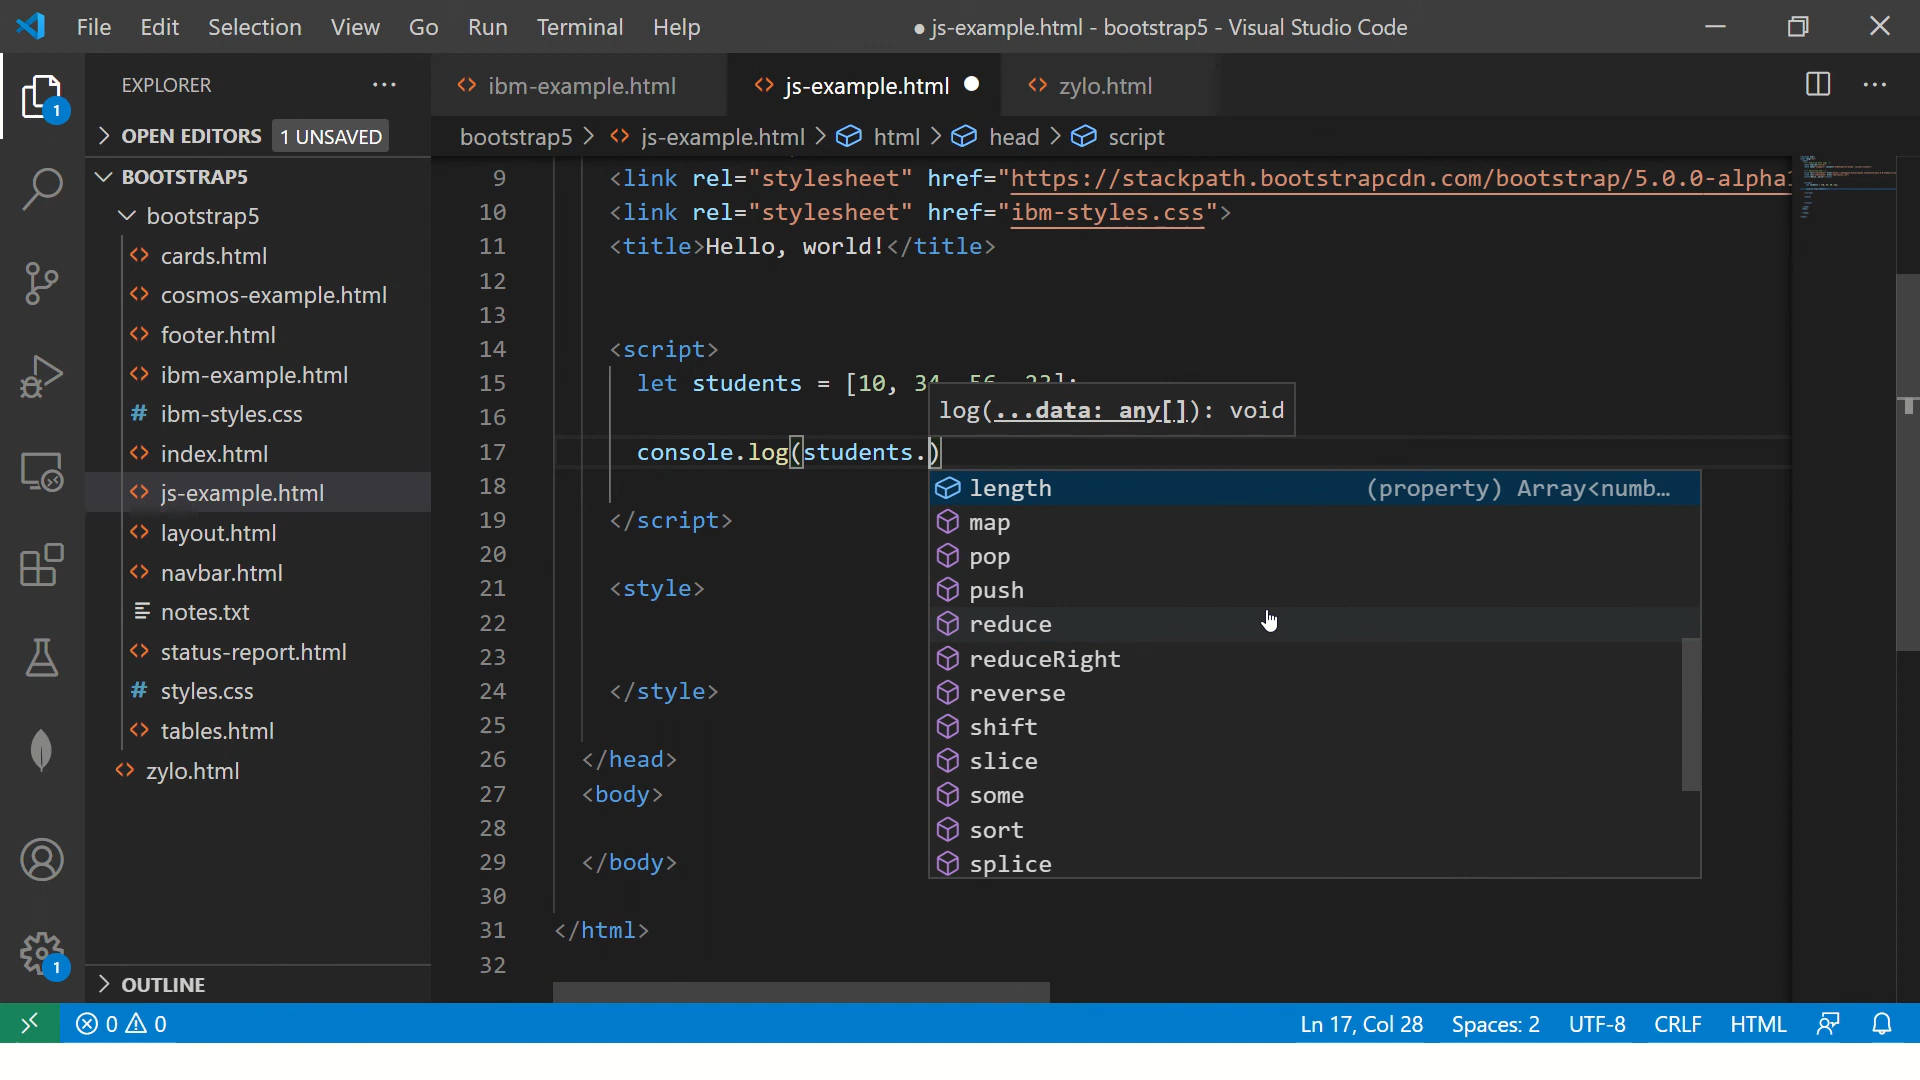 File Edit Selection View Go Run Terminal Help
● js-example.html - bootstrap5 - Visual Studio Code
EXPLORER ···
OPEN EDITORS 1 UNSAVED
BOOTSTRAP5
bootstrap5
cards.html
cosmos-example.html
footer.html
ibm-example.html
ibm-styles.css
index.html
js-example.html
layout.html
navbar.html
notes.txt
status-report.html
styles.css
tables.html
zylo.html
OUTLINE
1
1
ibm-example.html js-example.html ● zylo.html
bootstrap5 > js-example.html > html > head > script
9 <link rel="stylesheet" href="https://stackpath.bootstrapcdn.com/bootstrap/5.0.0-alpha
10 <link rel="stylesheet" href="ibm-styles.css">
11 <title>Hello, world!</title>
12
13
14 <script>
15 let students = [10, 34, 56, 23];
16
log(...data: any[]): void
17 console.log(students.)
18
19 </script>
20
21 <style>
22
23
24 </style>
25
26 </head>
27 <body>
28
29 </body>
30
31 </html>
32
length (property) Array<numb...
map
pop
push
reduce
reduceRight
reverse
shift
slice
some
sort
splice
0 0 Ln 17, Col 28 Spaces: 2 UTF-8 CRLF HTML